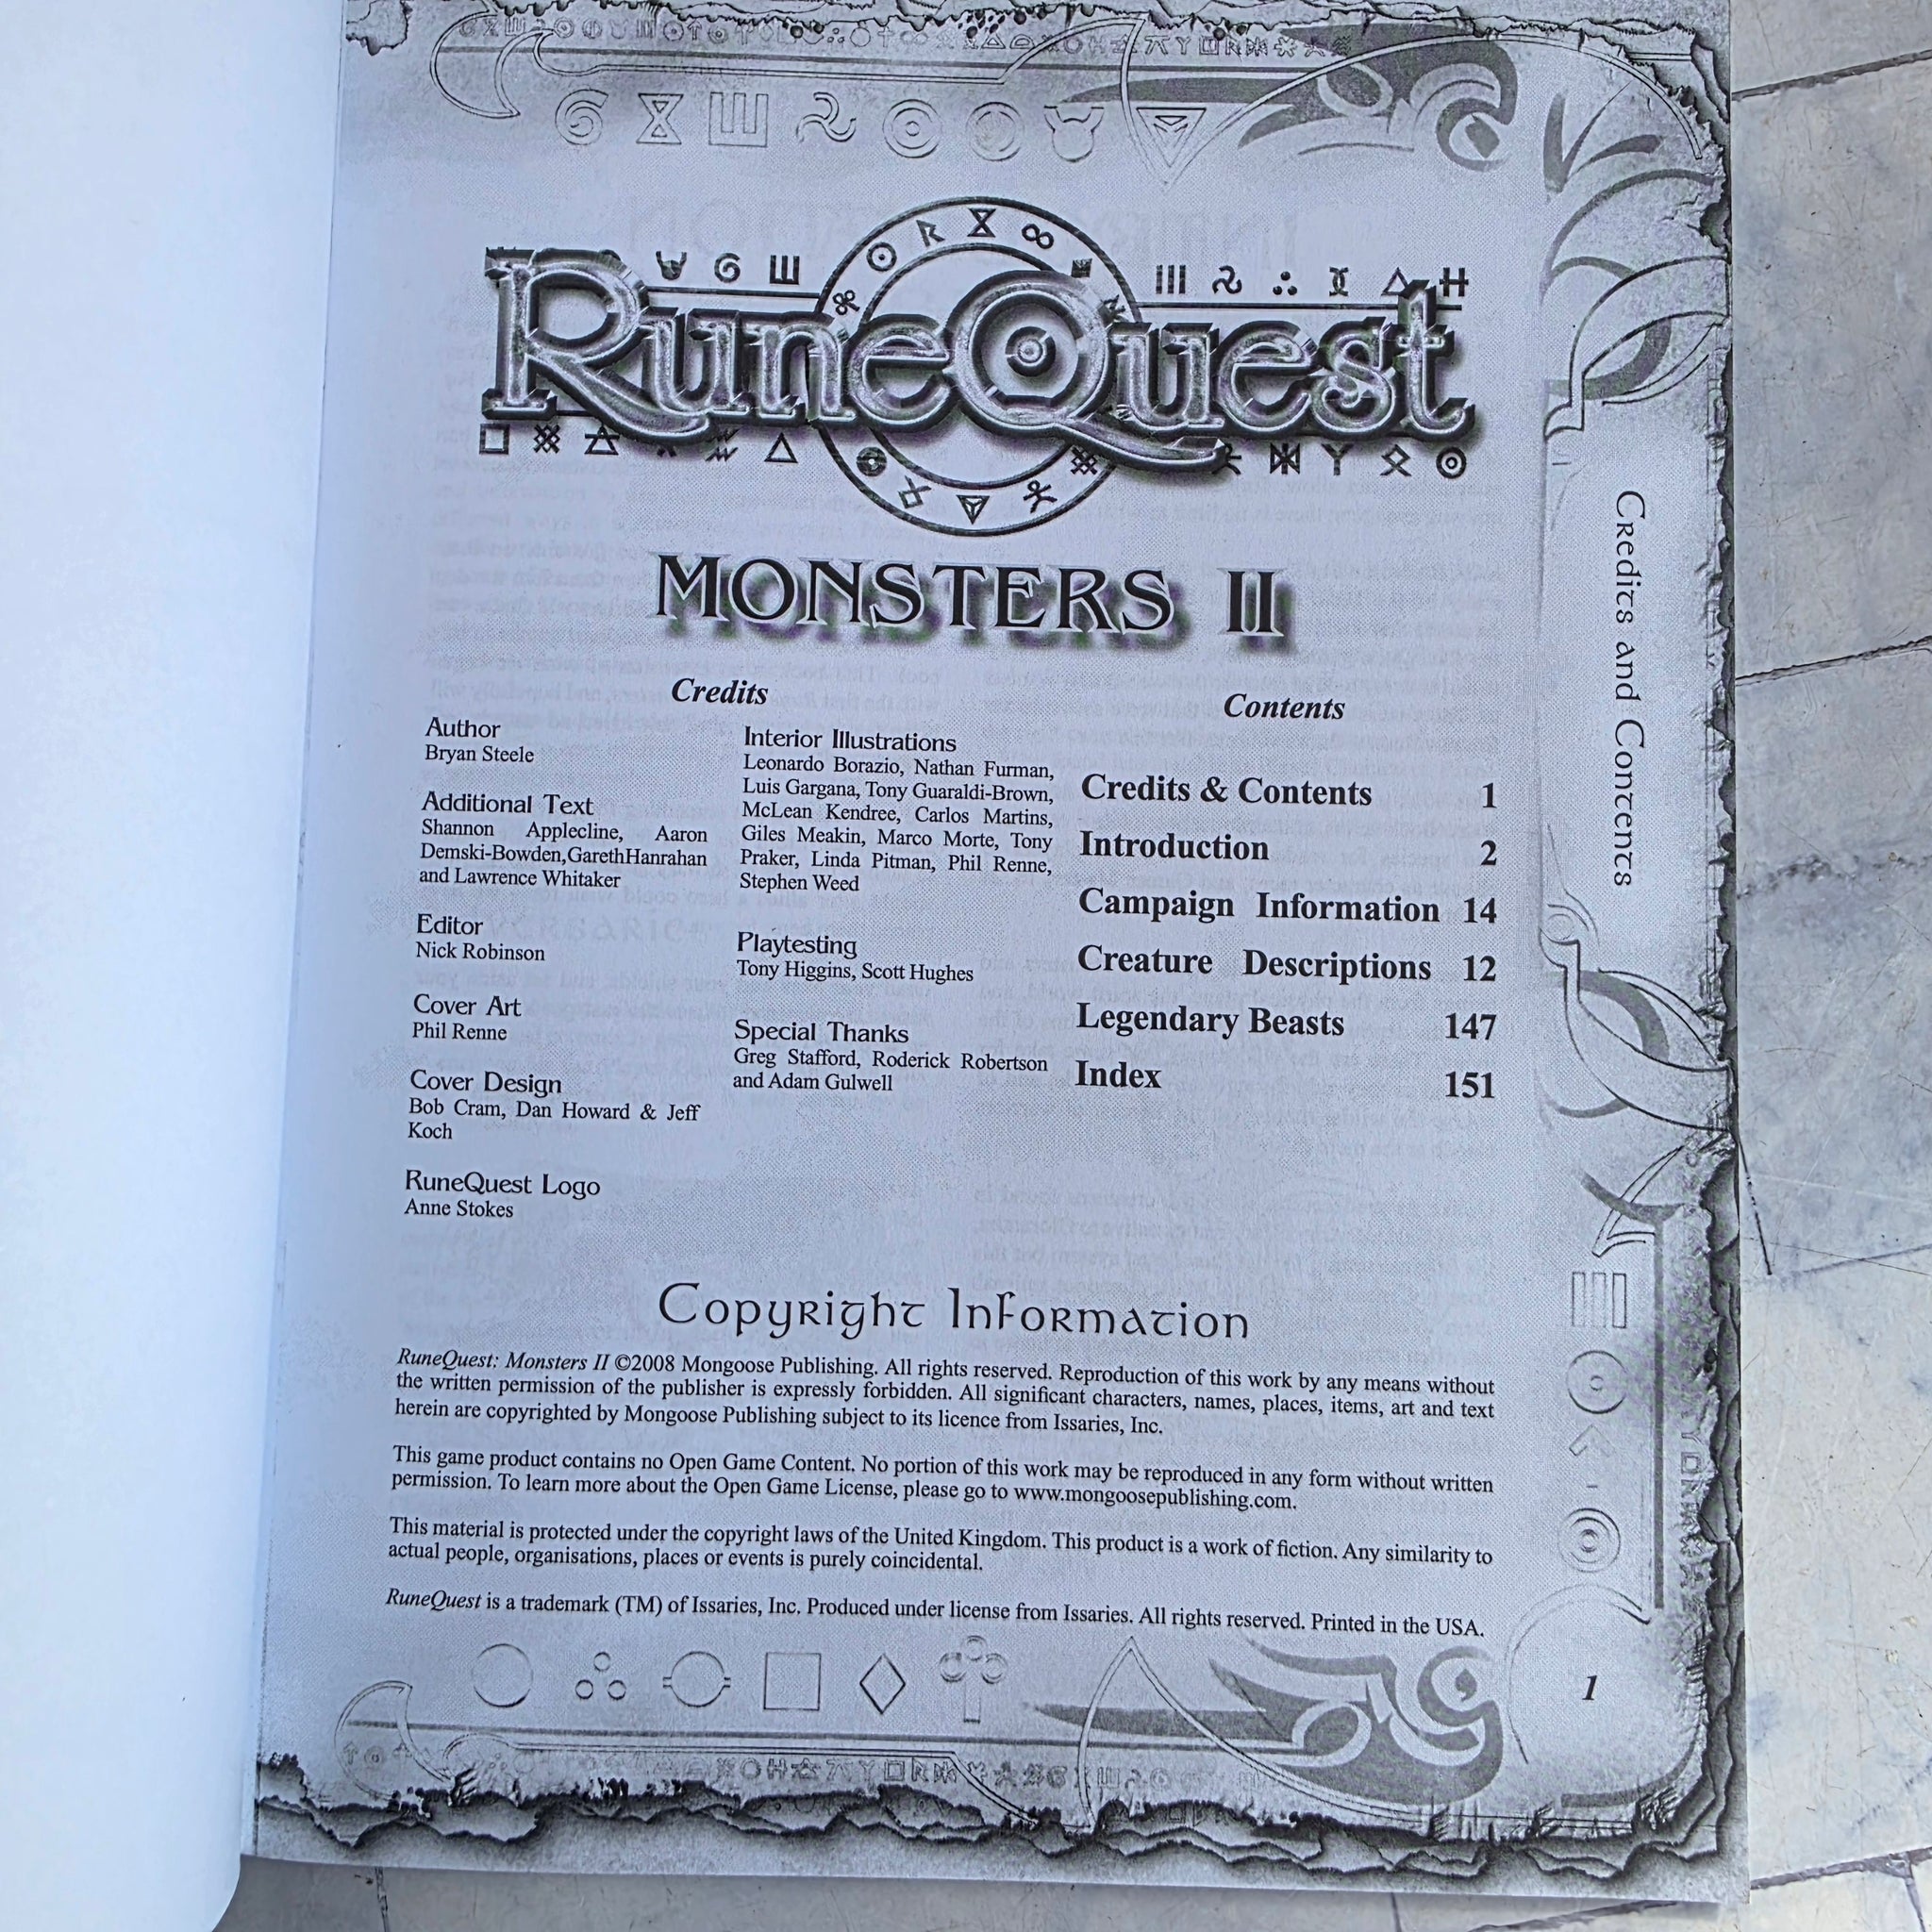 RuneQuest
MONSTERS II
Credits
Author
Bryan Steele
Additional Text
Shannon Applecline, Aaron
Demski-Bowden,GarethHanrahan
and Lawrence Whitaker
Editor
Nick Robinson
Cover Art
Phil Renne
Cover Design
Bob Cram, Dan Howard & Jeff
Koch
RuneQuest Logo
Anne Stokes
Interior Illustrations
Leonardo Borazio, Nathan Furman,
Luis Gargana, Tony Guaraldi-Brown,
McLean Kendree, Carlos Martins,
Giles Meakin, Marco Morte, Tony
Praker, Linda Pitman, Phil Renne,
Stephen Weed
Playtesting
Tony Higgins, Scott Hughes
Special Thanks
Greg Stafford, Roderick Robertson
and Adam Gulwell
Contents
Credits & Contents 1
Introduction 2
Campaign Information 14
Creature Descriptions 12
Legendary Beasts 147
Index 151
Credits and Contents
Copyright Information
RuneQuest: Monsters II ©2008 Mongoose Publishing. All rights reserved. Reproduction of this work by any means without
the written permission of the publisher is expressly forbidden. All significant characters, names, places, items, art and text
herein are copyrighted by Mongoose Publishing subject to its licence from Issaries, Inc.
This game product contains no Open Game Content. No portion of this work may be reproduced in any form without written
permission. To learn more about the Open Game License, please go to www.mongoosepublishing.com.
This material is protected under the copyright laws of the United Kingdom. This product is a work of fiction. Any similarity to
actual people, organisations, places or events is purely coincidental.
RuneQuest is a trademark (TM) of Issaries, Inc. Produced under license from Issaries. All rights reserved. Printed in the USA.
1